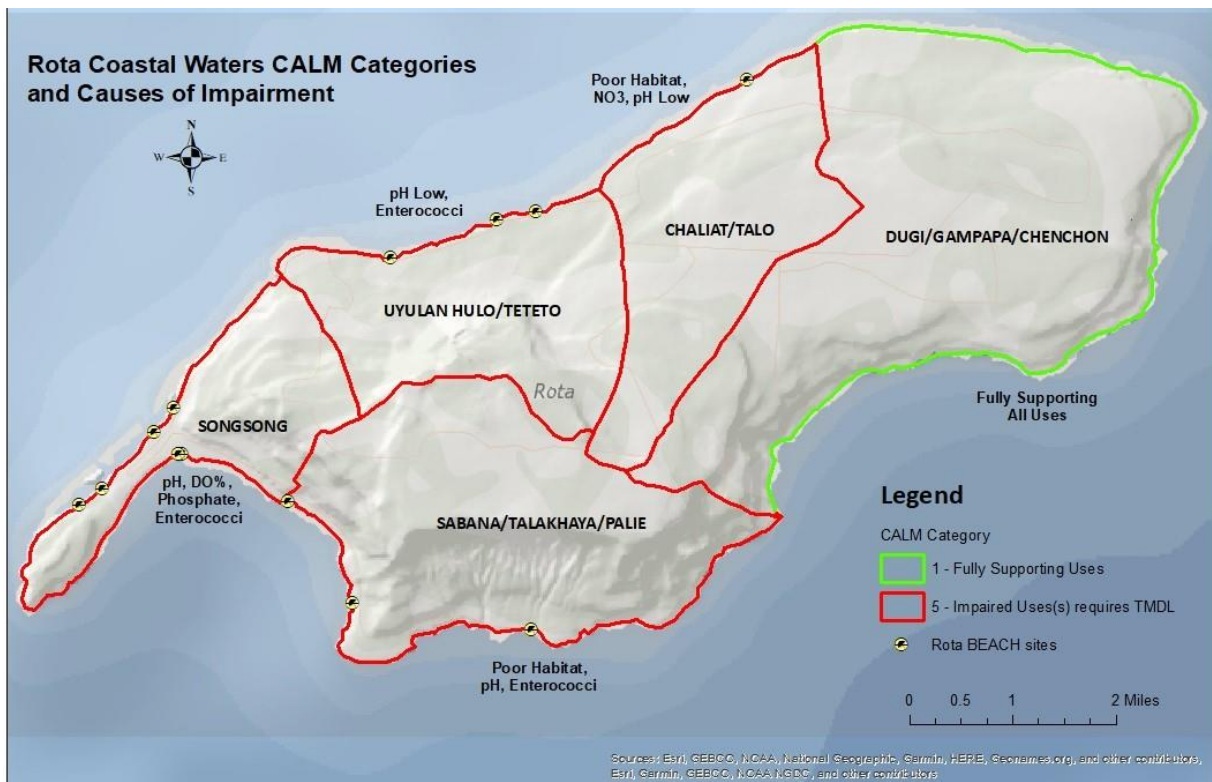 Rota Coastal Waters CALM Categories
and Causes of Impairment
N
W
E
S
Poor Habitat,
NO3, pH Low
pH Low,
Enterococci
CHALIAT/TALO
DUGI/GAMPAPA/CHENCHON
UYULAN HULO/TETETO
Rota
Fully Supporting
All Uses
SONGSONG
pH, DO%,
Phosphate,
Enterococci
SABANA/TALAKHAYA/PALIE
Poor Habitat,
pH, Enterococci
Legend
CALM Category
1 - Fully Supporting Uses
5 - Impaired Uses(s) requires TMDL
Rota BEACH sites
0 0.5 1 2 Miles
Sources: Esri, GEBCO, NOAA, National Geographic, Garmin, HERE, Geonames.org, and other contributors,
Esri, Garmin, GEBCO, NOAA NGDC, and other contributors